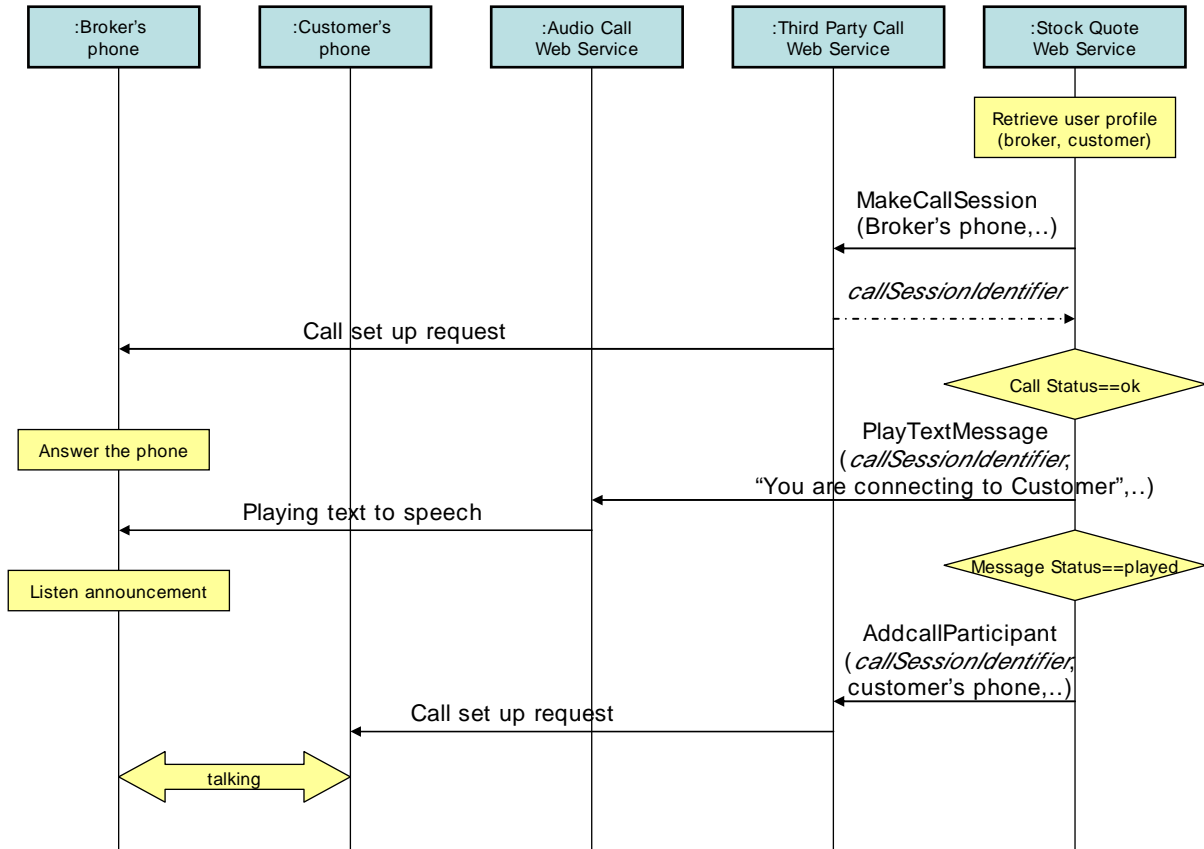 :Broker's
phone
:Customer's
phone
:Audio Call
Web Service
:Third Party Call
Web Service
:Stock Quote
Web Service
Retrieve user profile
(broker, customer)
MakeCallSession
(Broker's phone,..)
callSessionIdentifier
Call set up request
Call Status==ok
Answer the phone
PlayTextMessage
(callSessionIdentifier,
“You are connecting to Customer”,..)
Playing text to speech
Message Status==played
Listen announcement
AddcallParticipant
(callSessionIdentifier,
customer's phone,..)
Call set up request
talking